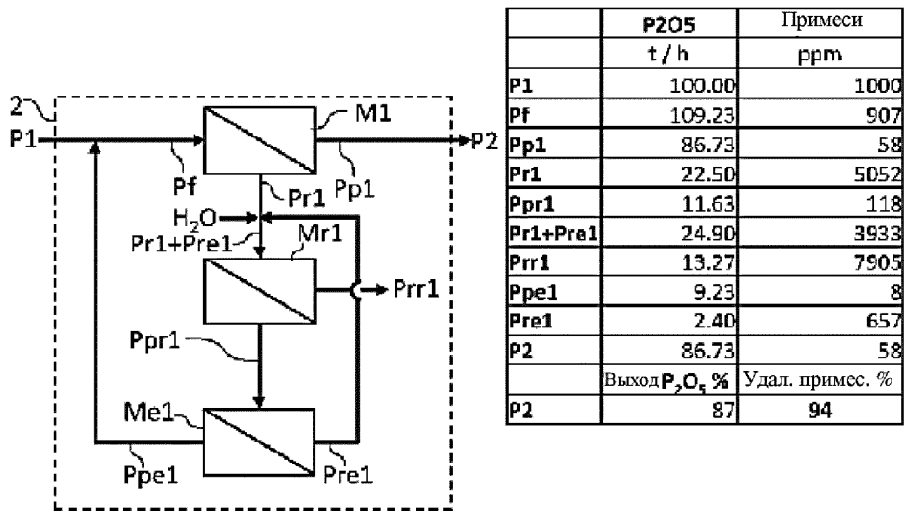 2
P1
M1
P2
Pf
Pp1
Pr1
H₂O
Pr1+Pre1
Mr1
Prr1
Ppr1
Me1
Ppe1
Pre1
P2O5 Примеси
t / h ppm
P1 100.00 1000
Pf 109.23 907
Pp1 86.73 58
Pr1 22.50 5052
Ppr1 11.63 118
Pr1+Pre1 24.90 3933
Prr1 13.27 7905
Ppe1 9.23 8
Pre1 2.40 657
P2 86.73 58
Выход P₂O₅ % Удал. примес. %
P2 87 94